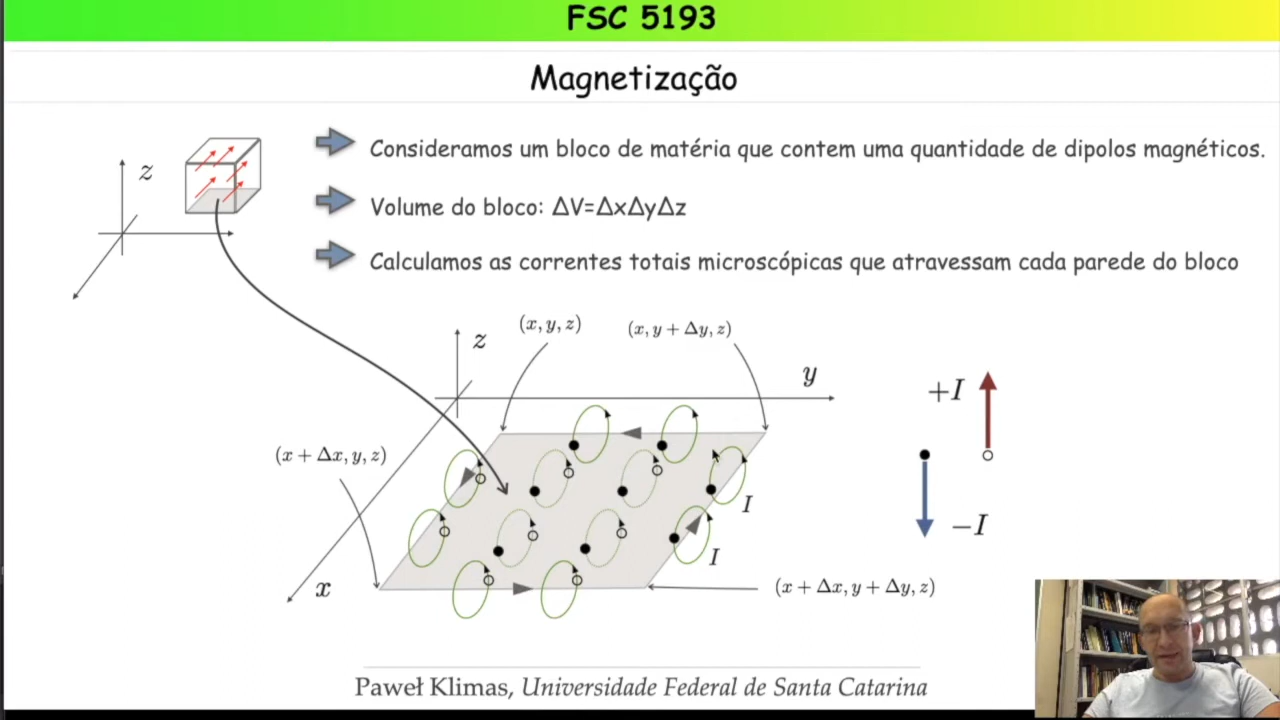 FSC 5193
Magnetização
Consideramos um bloco de matéria que contem uma quantidade de dipolos magnéticos.
z
Volume do bloco: ΔV=ΔxΔyΔz
Calculamos as correntes totais microscópicas que atravessam cada parede do bloco
(x, y, z)
(x, y + Δy, z)
z
y
+I
(x + Δx, y, z)
I
−I
I
x
(x + Δx, y + Δy, z)
Paweł Klimas, Universidade Federal de Santa Catarina